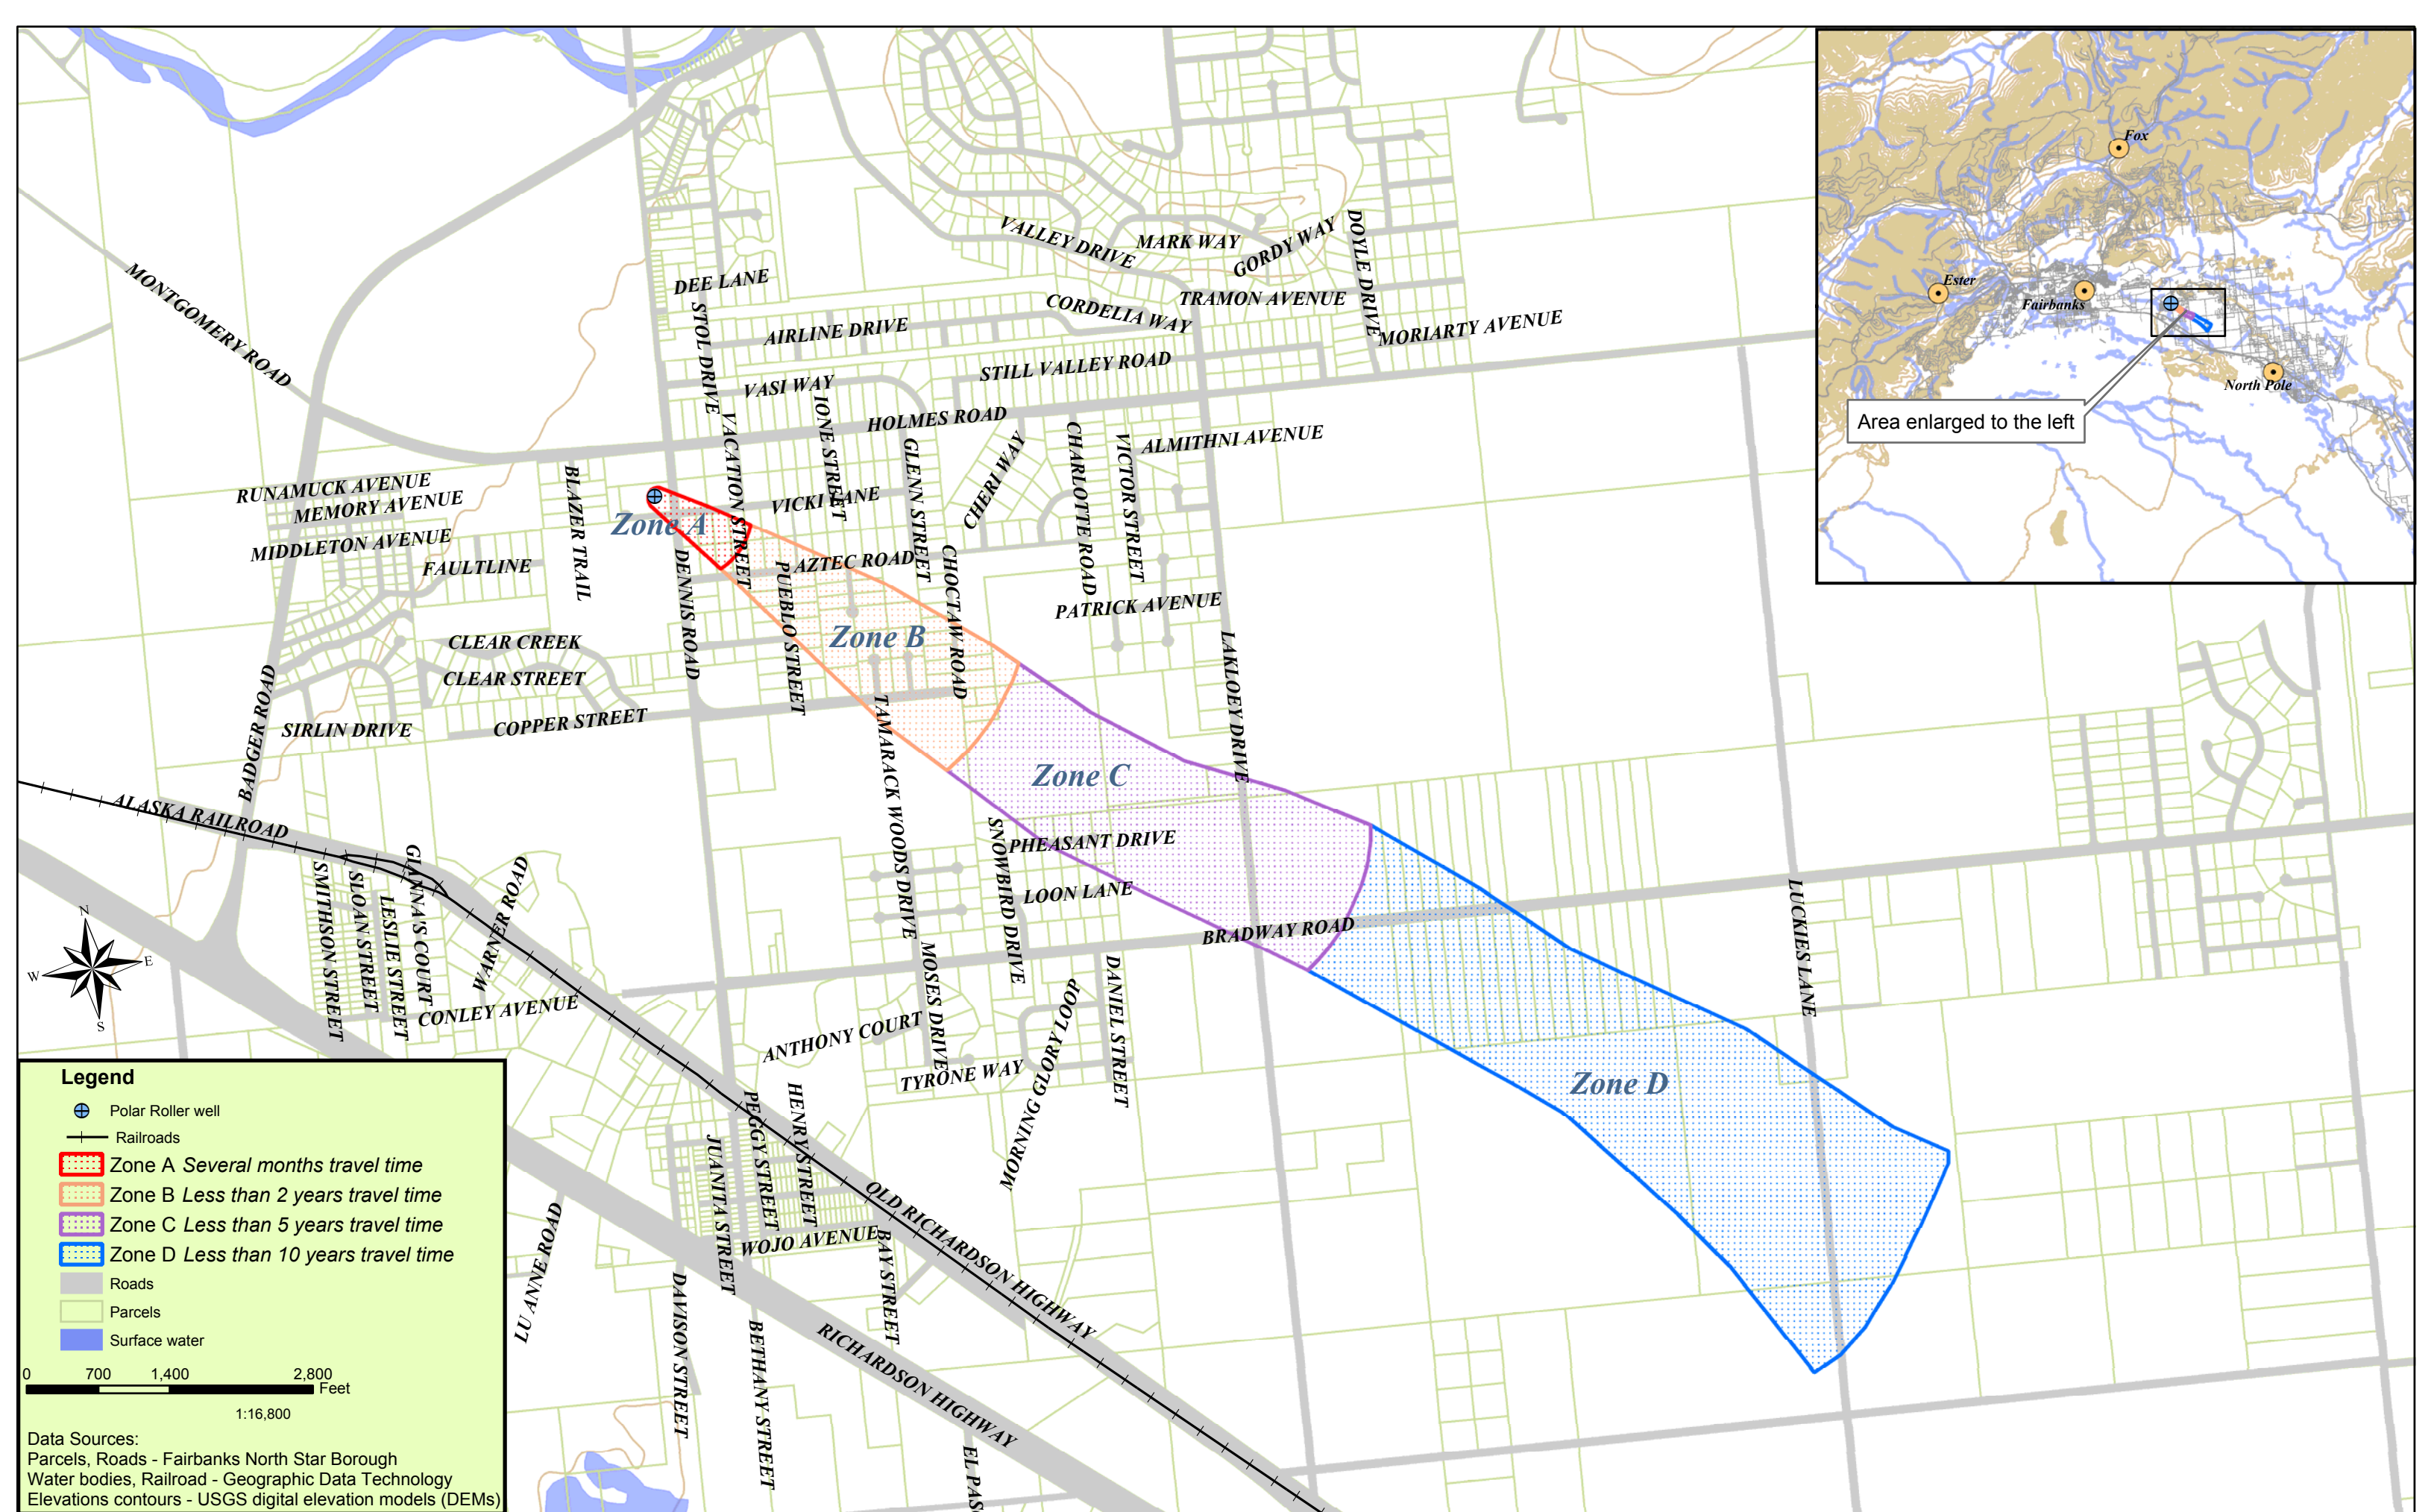 Fox
Ester
Fairbanks
North Pole
Area enlarged to the left
VALLEY DRIVE
MARK WAY
GORDY WAY
DOYLE DRIVE
MONTGOMERY ROAD
DEE LANE
STOL DRIVE
AIRLINE DRIVE
CORDELIA WAY
TRAMON AVENUE
MORIARTY AVENUE
VASI WAY
STILL VALLEY ROAD
IONE STREET
HOLMES ROAD
VACATION STREET
GLENN STREET
CHERI WAY
CHARLOTTE ROAD
VICTOR STREET
ALMITHNI AVENUE
RUNAMUCK AVENUE
MEMORY AVENUE
MIDDLETON AVENUE
BLAZER TRAIL
VICKI LANE
Zone A
FAULTLINE
DENNIS ROAD
PUEBLO STREET
AZTEC ROAD
CHOCTAW ROAD
PATRICK AVENUE
CLEAR CREEK
CLEAR STREET
Zone B
LAKLOEY DRIVE
BADGER ROAD
SIRLIN DRIVE
COPPER STREET
TAMARACK WOODS DRIVE
Zone C
ALASKA RAILROAD
SNOWBIRD DRIVE
PHEASANT DRIVE
LOON LANE
BRADWAY ROAD
LUCKIES LANE
SMITHSON STREET
SLOAN STREET
LESLIE STREET
GIANNA'S COURT
WARNER ROAD
CONLEY AVENUE
MOSES DRIVE
ANTHONY COURT
TYRONE WAY
MORNING GLORY LOOP
DANIEL STREET
Zone D
N
W
E
S
PEGGY STREET
HENRY STREET
JUANITA STREET
WOJO AVENUE
BAY STREET
OLD RICHARDSON HIGHWAY
LU ANNE ROAD
DAVISON STREET
BETHANY STREET
RICHARDSON HIGHWAY
EL PAS
Legend
Polar Roller well
Railroads
Zone A Several months travel time
Zone B Less than 2 years travel time
Zone C Less than 5 years travel time
Zone D Less than 10 years travel time
Roads
Parcels
Surface water
0 700 1,400 2,800
Feet
1:16,800
Data Sources:
Parcels, Roads - Fairbanks North Star Borough
Water bodies, Railroad - Geographic Data Technology
Elevations contours - USGS digital elevation models (DEMs)